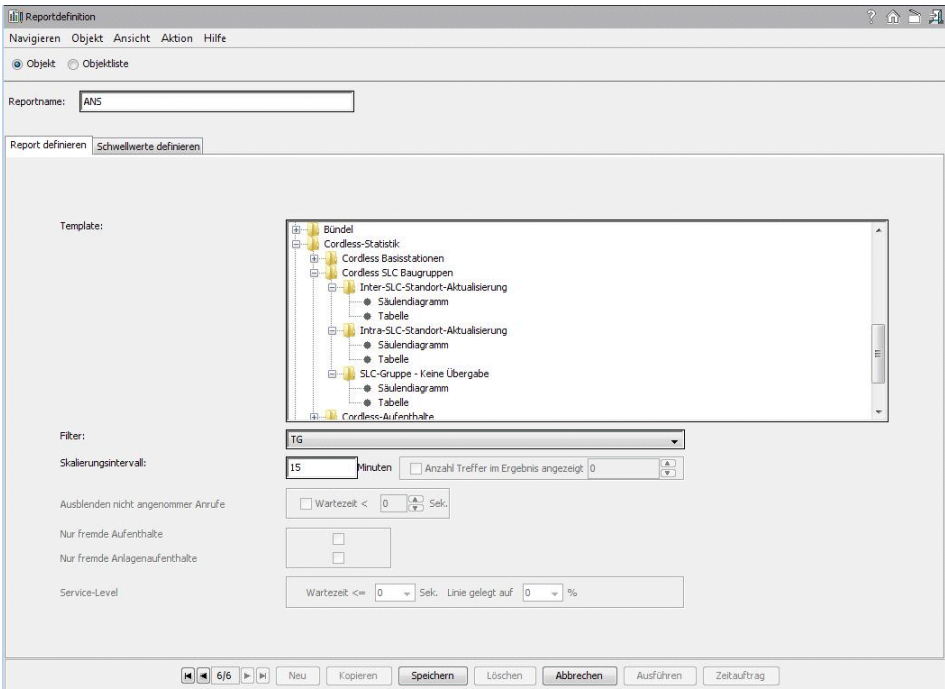 Reportdefinition
Navigieren Objekt Ansicht Aktion Hilfe
Objekt Objektliste
Reportname: ANS
Report definieren Schwellwerte definieren
Template:
Bündel
Cordless-Statistik
Cordless Basisstationen
Cordless SLC Baugruppen
Inter-SLC-Standort-Aktualisierung
Säulendiagramm
Tabelle
Intra-SLC-Standort-Aktualisierung
Säulendiagramm
Tabelle
SLC-Gruppe - Keine Übergabe
Säulendiagramm
Tabelle
Cordless-Aufenthalte
Filter: TG
Skalierungsintervall: 15 Minuten Anzahl Treffer im Ergebnis angezeigt 0
Ausblenden nicht angenommer Anrufe Wartezeit < 0 Sek.
Nur fremde Aufenthalte
Nur fremde Anlagenaufenthalte
Service-Level Wartezeit <= 0 Sek. Linie gelegt auf 0 %
6/6 Neu Kopieren Speichern Löschen Abbrechen Ausführen Zeitauftrag